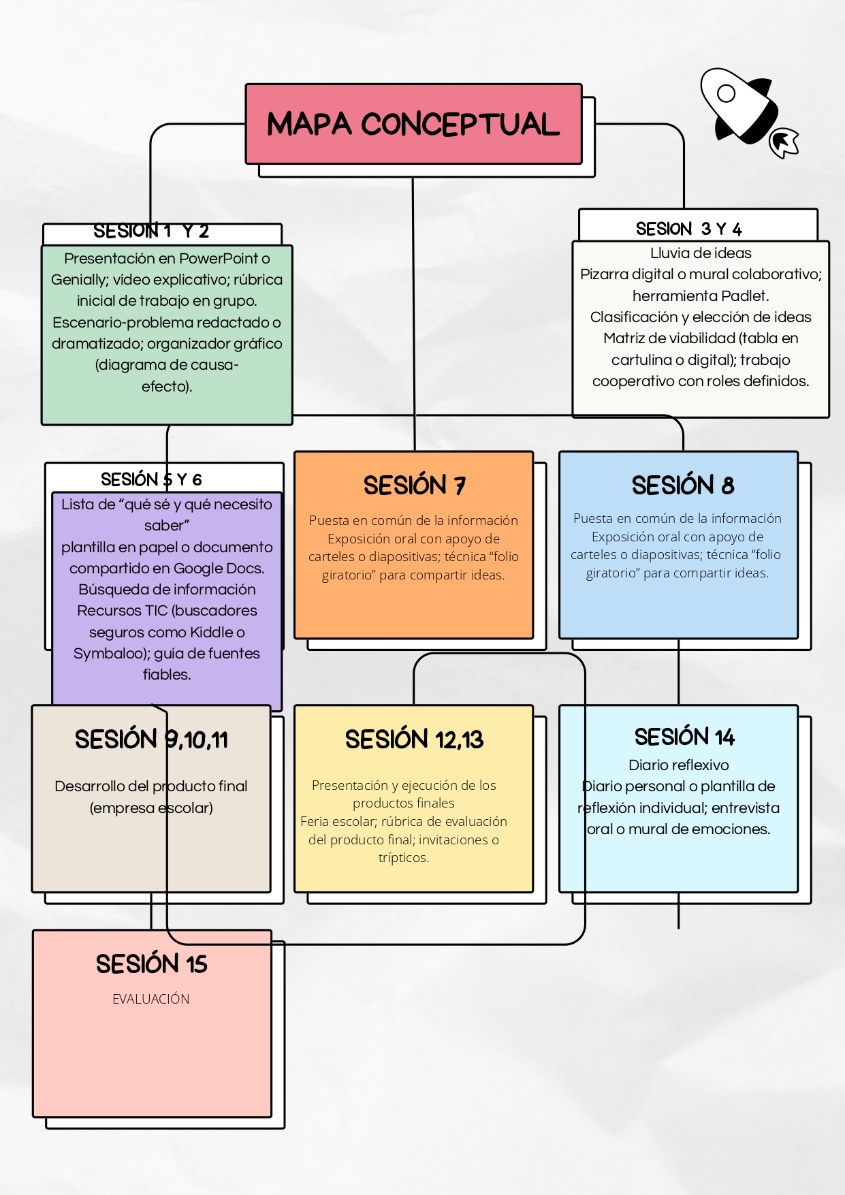 MAPA CONCEPTUAL
SESION 1 Y 2
Presentación en PowerPoint o
Genially; vídeo explicativo; rúbrica
inicial de trabajo en grupo.
Escenario-problema redactado o
dramatizado; organizador gráfico
(diagrama de causa-
efecto).
SESION 3 Y 4
Lluvia de ideas
Pizarra digital o mural colaborativo;
herramienta Padlet.
Clasificación y elección de ideas
Matriz de viabilidad (tabla en
cartulina o digital); trabajo
cooperativo con roles definidos.
SESIÓN 5 Y 6
Lista de “qué sé y qué necesito
saber”
plantilla en papel o documento
compartido en Google Docs.
Búsqueda de información
Recursos TIC (buscadores
seguros como Kiddle o
Symbaloo); guía de fuentes
fiables.
SESIÓN 7
Puesta en común de la información
Exposición oral con apoyo de
carteles o diapositivas; técnica “folio
giratorio” para compartir ideas.
SESIÓN 8
Puesta en común de la información
Exposición oral con apoyo de
carteles o diapositivas; técnica “folio
giratorio” para compartir ideas.
SESIÓN 9,10,11
Desarrollo del producto final
(empresa escolar)
SESIÓN 12,13
Presentación y ejecución de los
productos finales
Feria escolar; rúbrica de evaluación
del producto final; invitaciones o
trípticos.
SESIÓN 14
Diario reflexivo
Diario personal o plantilla de
reflexión individual; entrevista
oral o mural de emociones.
SESIÓN 15
EVALUACIÓN